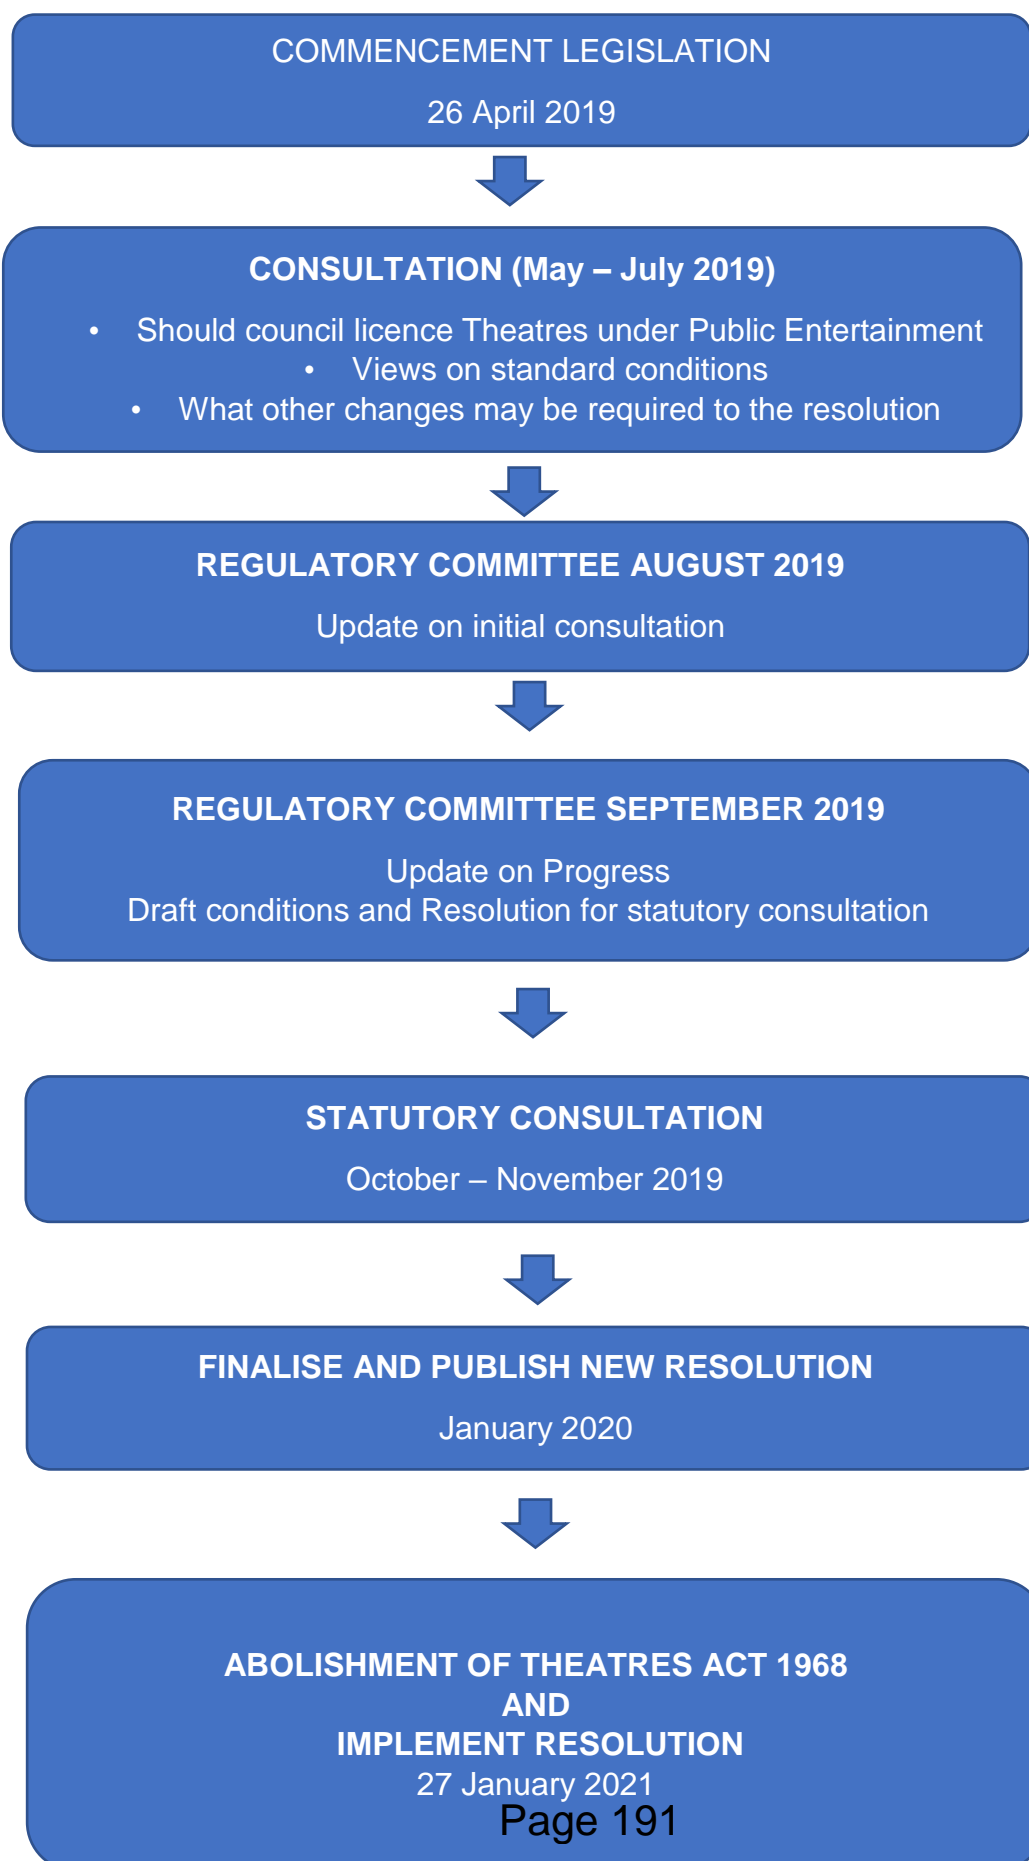 COMMENCEMENT LEGISLATION
26 April 2019
CONSULTATION (May – July 2019)
• Should council licence Theatres under Public Entertainment
• Views on standard conditions
• What other changes may be required to the resolution
REGULATORY COMMITTEE AUGUST 2019
Update on initial consultation
REGULATORY COMMITTEE SEPTEMBER 2019
Update on Progress
Draft conditions and Resolution for statutory consultation
STATUTORY CONSULTATION
October – November 2019
FINALISE AND PUBLISH NEW RESOLUTION
January 2020
ABOLISHMENT OF THEATRES ACT 1968
AND
IMPLEMENT RESOLUTION
27 January 2021
Page 191